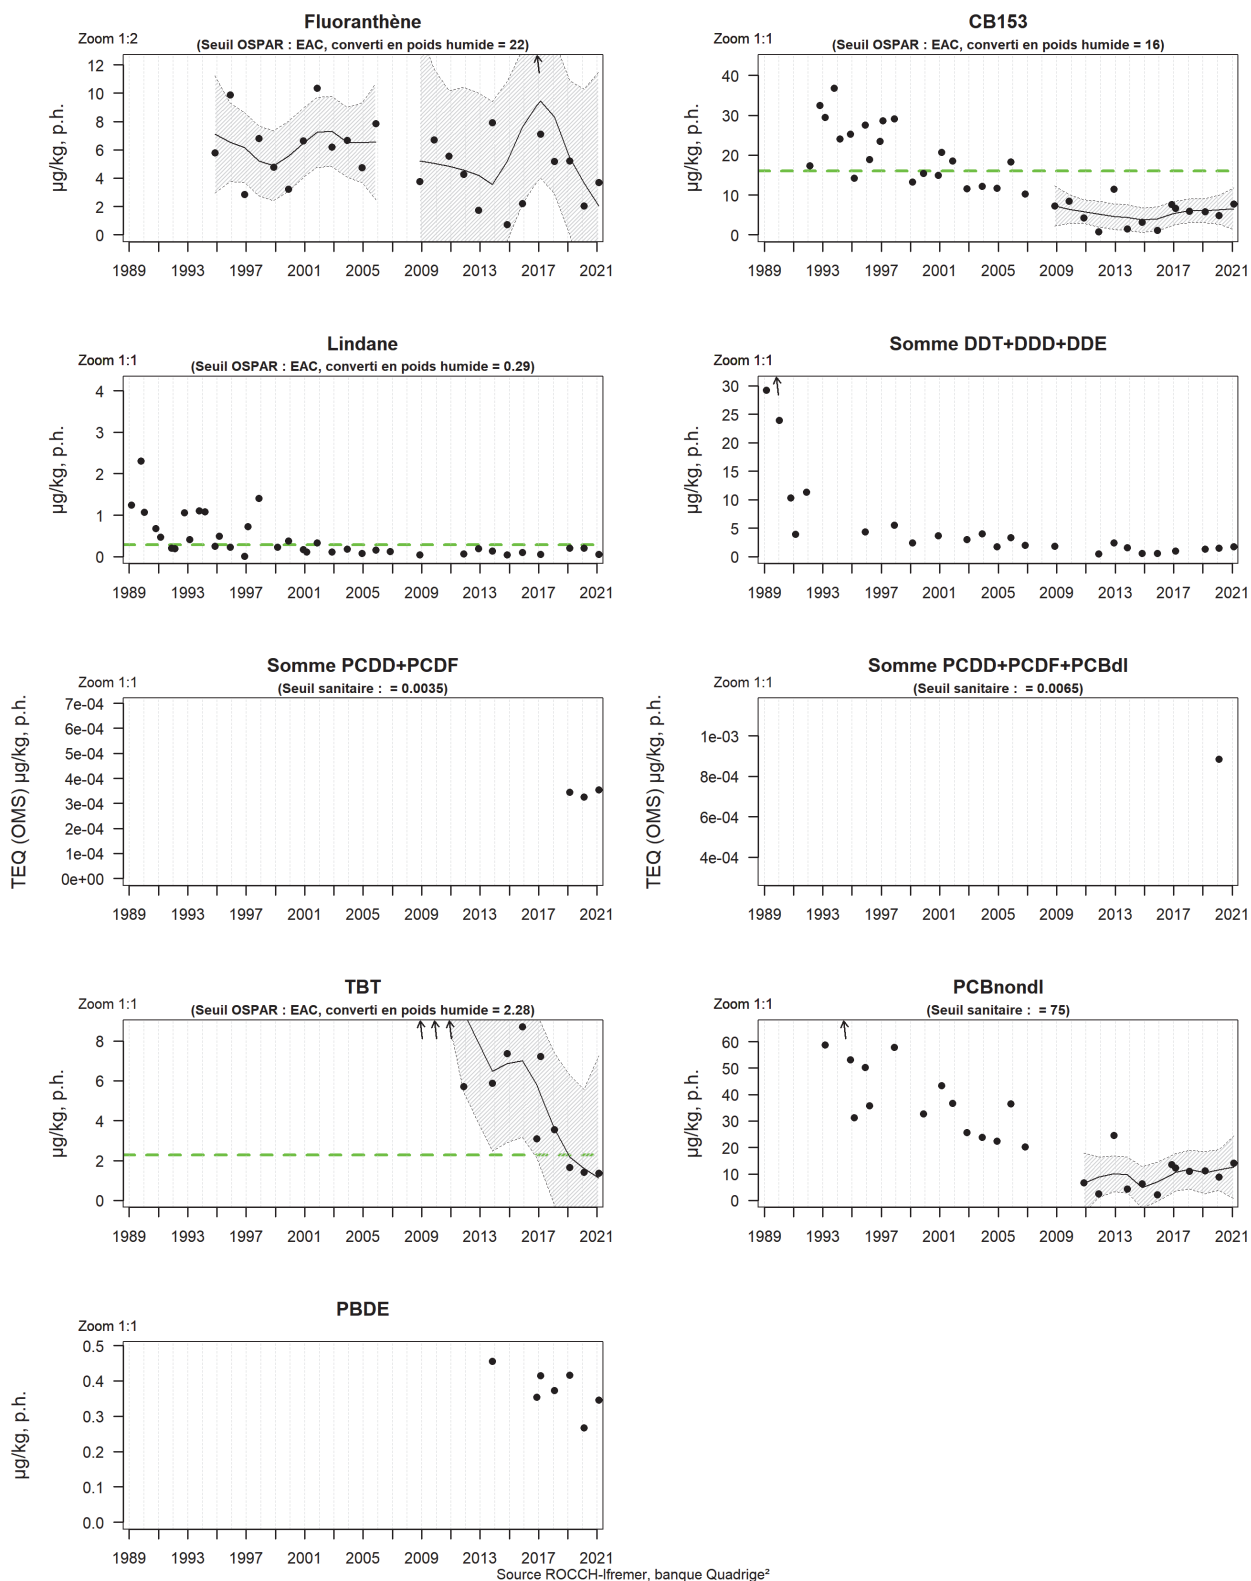 Fluoranthène
Zoom 1:2
(Seuil OSPAR : EAC, converti en poids humide = 22)
12
10
8
6
4
2
0
µg/kg, p.h.
1989 1993 1997 2001 2005 2009 2013 2017 2021
CB153
Zoom 1:1
(Seuil OSPAR : EAC, converti en poids humide = 16)
40
30
20
10
0
µg/kg, p.h.
1989 1993 1997 2001 2005 2009 2013 2017 2021
Lindane
Zoom 1:1
(Seuil OSPAR : EAC, converti en poids humide = 0.29)
4
3
2
1
0
µg/kg, p.h.
1989 1993 1997 2001 2005 2009 2013 2017 2021
Somme DDT+DDD+DDE
Zoom 1:1
30
25
20
15
10
5
0
µg/kg, p.h.
1989 1993 1997 2001 2005 2009 2013 2017 2021
Somme PCDD+PCDF
Zoom 1:1
(Seuil sanitaire :  = 0.0035)
7e-04
6e-04
5e-04
4e-04
3e-04
2e-04
1e-04
0e+00
TEQ (OMS) µg/kg, p.h.
1989 1993 1997 2001 2005 2009 2013 2017 2021
Somme PCDD+PCDF+PCBdl
Zoom 1:1
(Seuil sanitaire :  = 0.0065)
1e-03
8e-04
6e-04
4e-04
TEQ (OMS) µg/kg, p.h.
1989 1993 1997 2001 2005 2009 2013 2017 2021
TBT
Zoom 1:1
(Seuil OSPAR : EAC, converti en poids humide = 2.28)
8
6
4
2
0
µg/kg, p.h.
1989 1993 1997 2001 2005 2009 2013 2017 2021
PCBnondl
Zoom 1:1
(Seuil sanitaire :  = 75)
60
50
40
30
20
10
0
µg/kg, p.h.
1989 1993 1997 2001 2005 2009 2013 2017 2021
PBDE
Zoom 1:1
0.5
0.4
0.3
0.2
0.1
0.0
µg/kg, p.h.
1989 1993 1997 2001 2005 2009 2013 2017 2021
Source ROCCH-Ifremer, banque Quadrige²